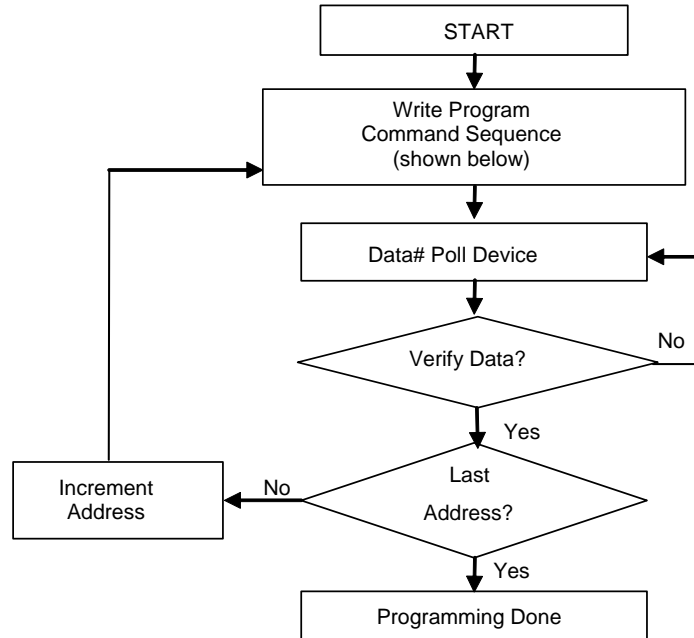 START
Write Program
Command Sequence
(shown below)
Data# Poll Device
Verify Data?
No
Yes
Last
Address?
No
Increment
Address
Yes
Programming Done